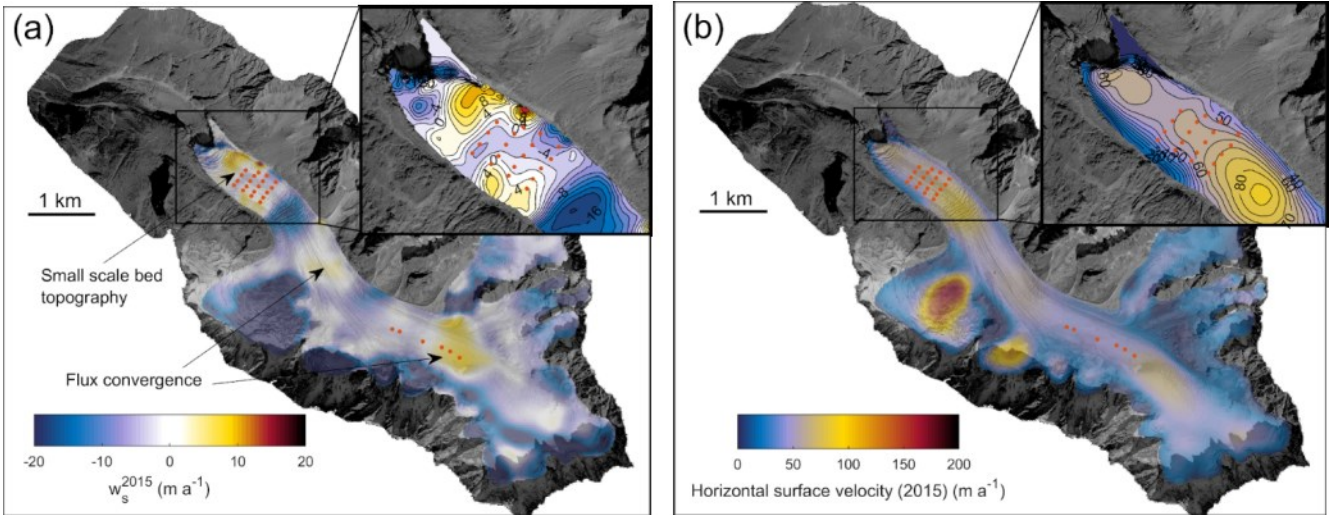 (a)
1 km
Small scale bed
topography
Flux convergence
-20 -10 0 10 20
w_s^2015 (m a^-1)
-8
-16
(b)
1 km
50
60
80
0 50 100 150 200
Horizontal surface velocity (2015) (m a^-1)